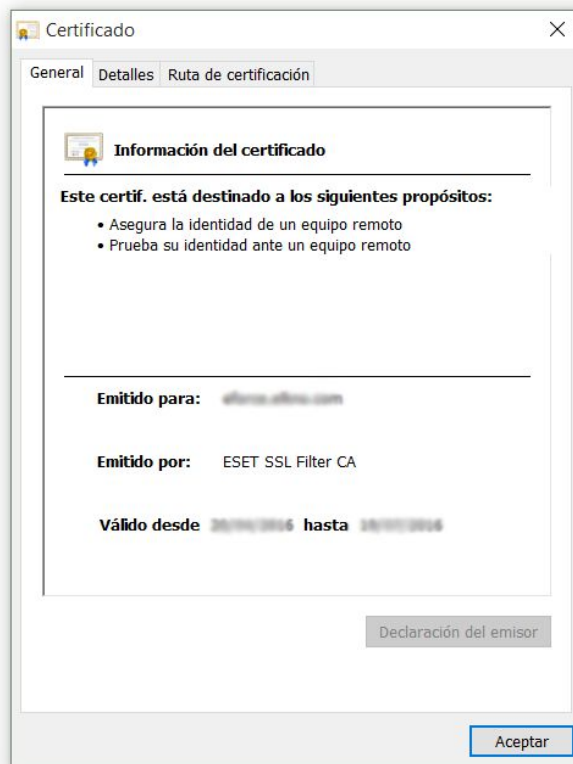 Certificado
General Detalles Ruta de certificación
Información del certificado
Este certif. está destinado a los siguientes propósitos:
• Asegura la identidad de un equipo remoto
• Prueba su identidad ante un equipo remoto
Emitido para:
Emitido por: ESET SSL Filter CA
Válido desde hasta
Declaración del emisor
Aceptar